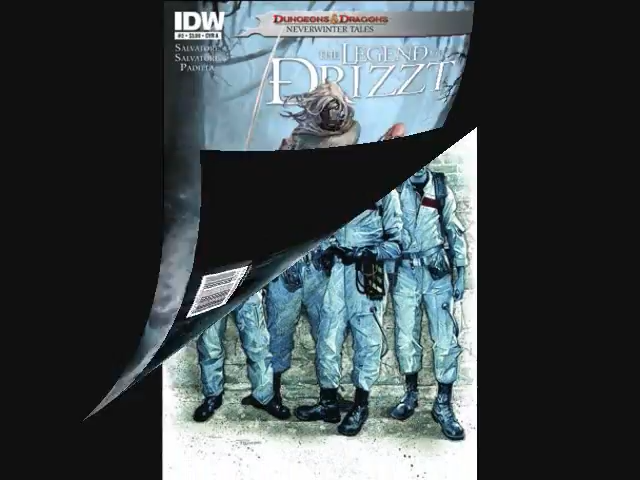 IDW
DUNGEONS & DRAGONS
NEVERWINTER TALES
SALVATORE
SALVATORE
PADILLA
THE LEGEND OF
DRIZZT